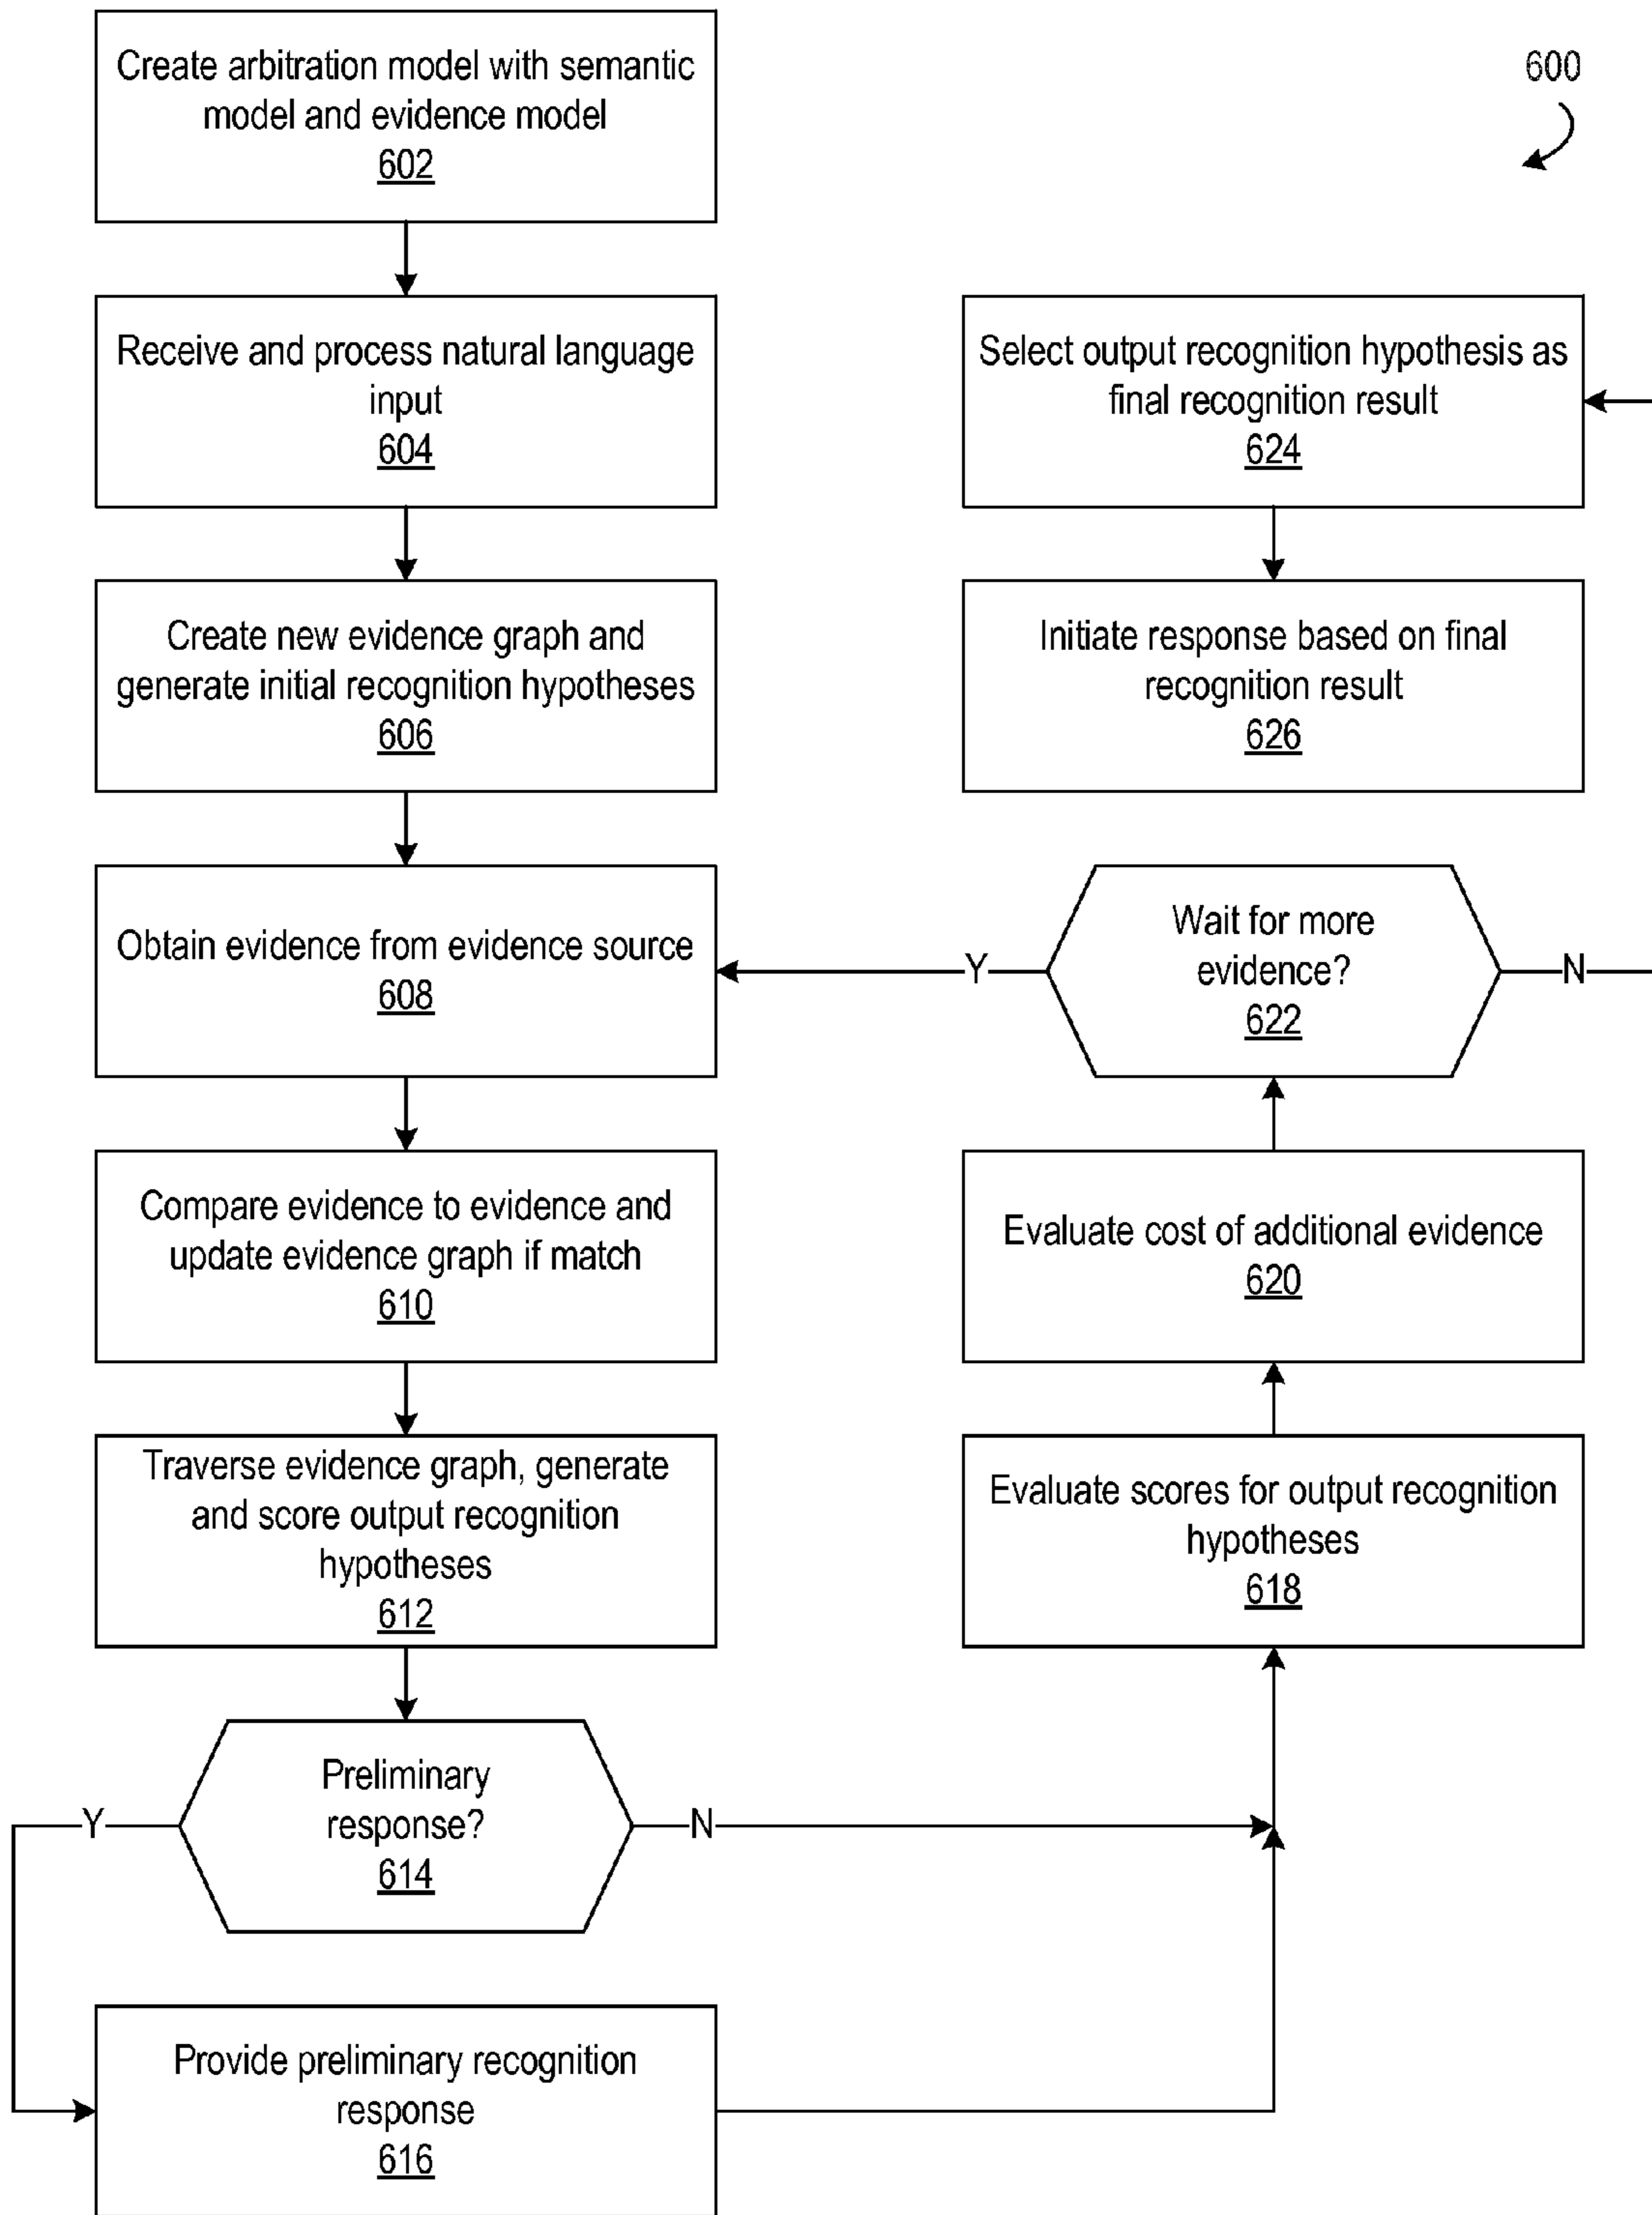 Create arbitration model with semantic
model and evidence model
602
600
Receive and process natural language
input
604
Select output recognition hypothesis as
final recognition result
624
Create new evidence graph and
generate initial recognition hypotheses
606
Initiate response based on final
recognition result
626
Obtain evidence from evidence source
608
Y
Wait for more
evidence?
622
N
Compare evidence to evidence and
update evidence graph if match
610
Evaluate cost of additional evidence
620
Traverse evidence graph, generate
and score output recognition
hypotheses
612
Evaluate scores for output recognition
hypotheses
618
Y
Preliminary
response?
614
N
Provide preliminary recognition
response
616